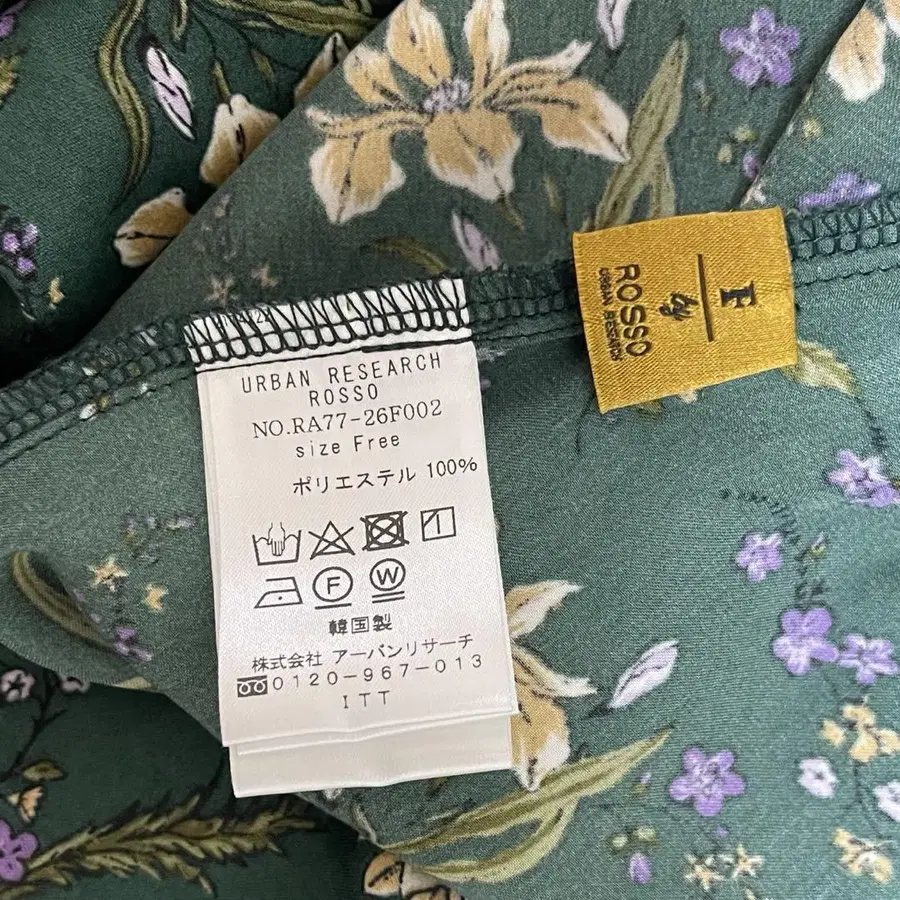 URBAN RESEARCH
ROSSO
NO.RA77-26F002
size Free
ポリエステル 100%
F
W
韓国製
株式会社 アーバンリサーチ
0120-967-013
ITT
F
by
ROSSO
URBAN RESEARCH